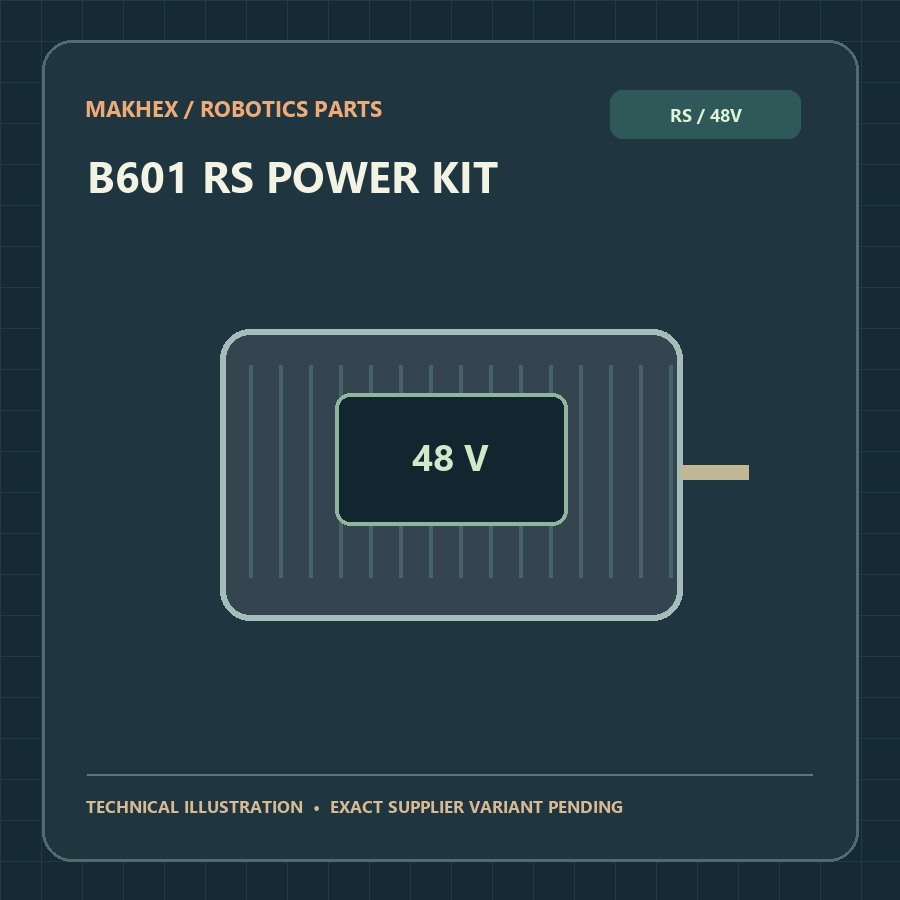 MAKHEX / ROBOTICS PARTS
RS / 48V
B601 RS POWER KIT
48 V
TECHNICAL ILLUSTRATION • EXACT SUPPLIER VARIANT PENDING